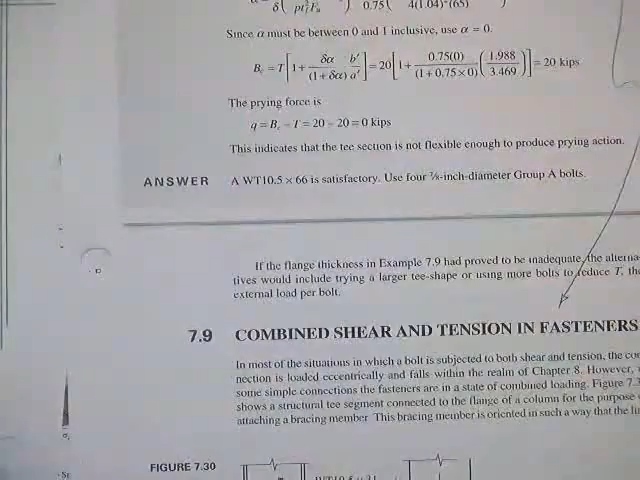 Since α must be between 0 and 1 inclusive, use α = 0.
B_c = T[1 + δα/(1 + δα) b′/a′] = 20[1 + 0.75(0)/(1 + 0.75 × 0) (1.988/3.469)] = 20 kips
The prying force is
q = B_c − T = 20 − 20 = 0 kips
This indicates that the tee section is not flexible enough to produce prying action.
ANSWER A WT10.5 × 66 is satisfactory. Use four 7/8-inch-diameter Group A bolts.
If the flange thickness in Example 7.9 had proved to be inadequate, the alterna-
tives would include trying a larger tee-shape or using more bolts to reduce T, the
external load per bolt.
7.9 COMBINED SHEAR AND TENSION IN FASTENERS
In most of the situations in which a bolt is subjected to both shear and tension, the con
nection is loaded eccentrically and falls within the realm of Chapter 8. However,
some simple connections the fasteners are in a state of combined loading. Figure 7.3
shows a structural tee segment connected to the flange of a column for the purpose
attaching a bracing member. This bracing member is oriented in such a way that the
FIGURE 7.30